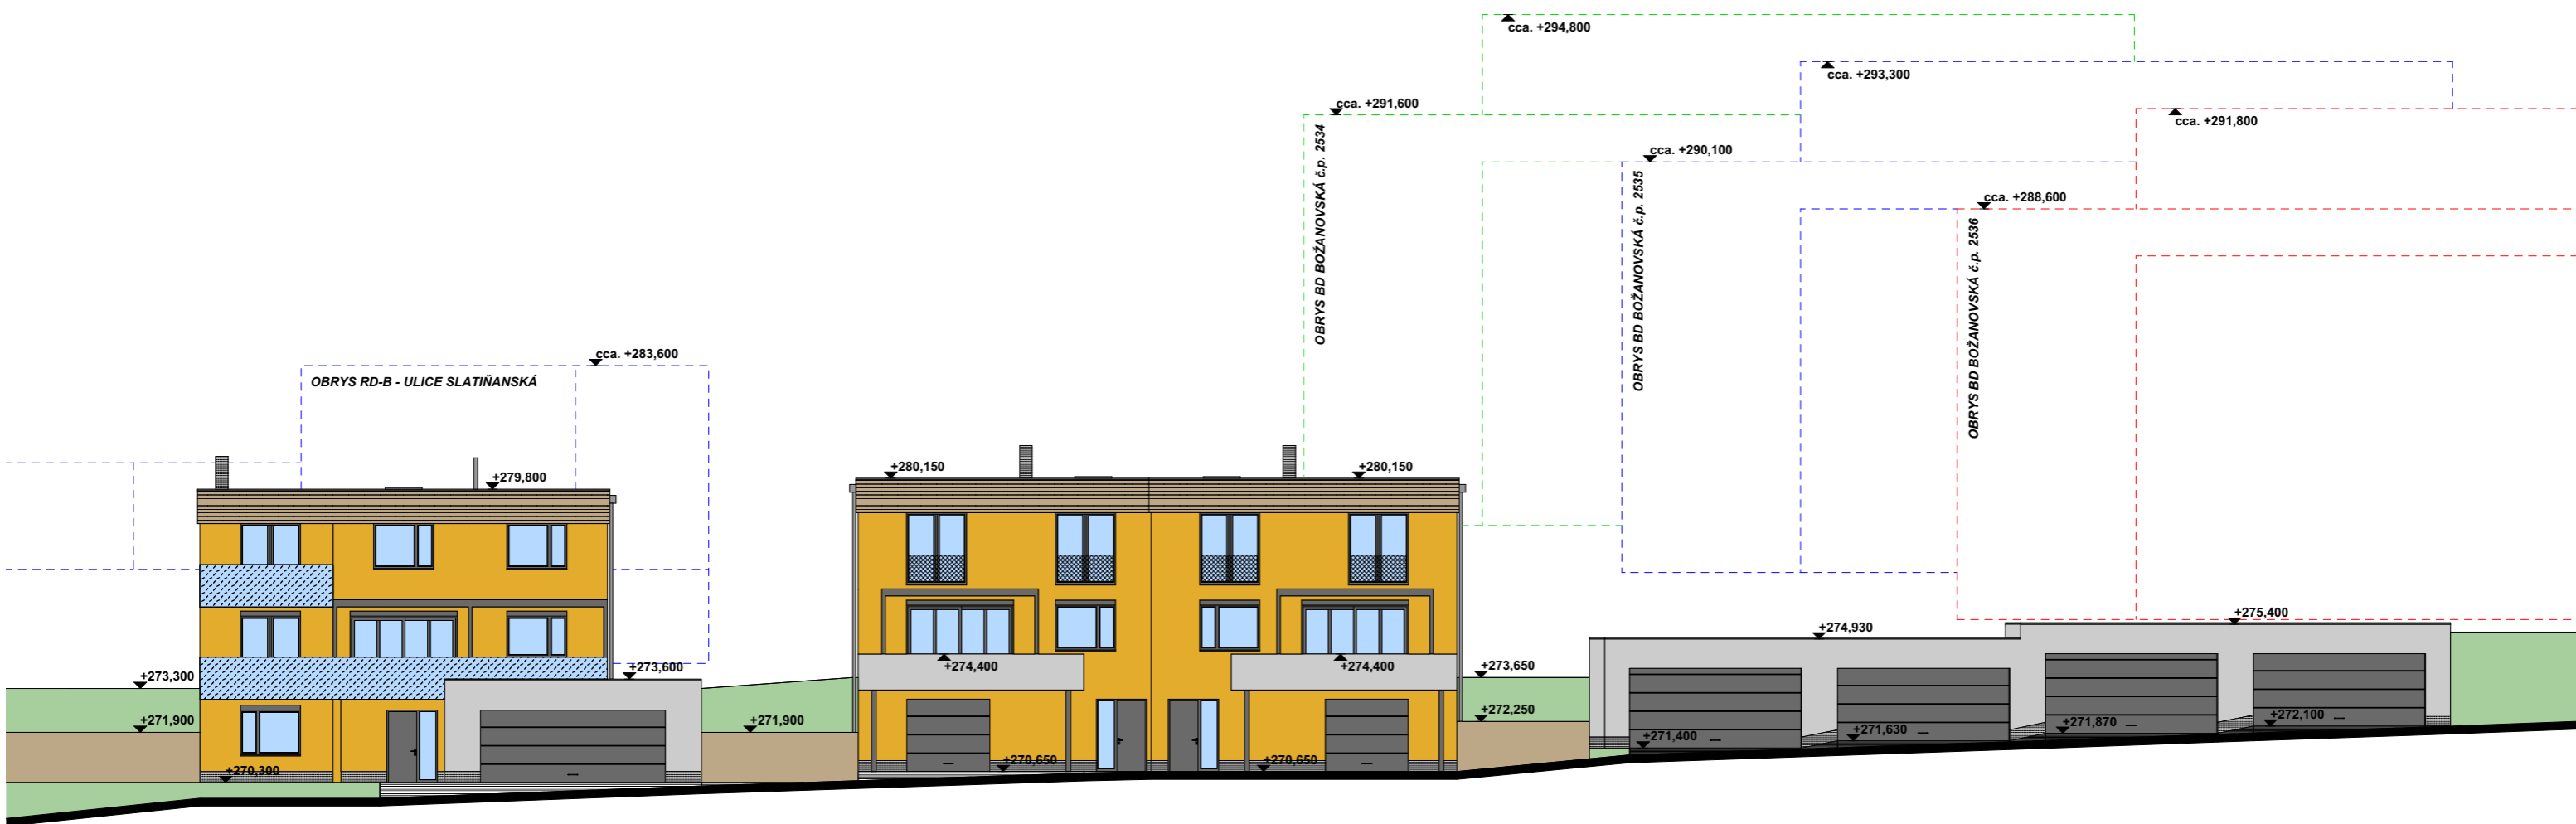 cca. +294,800
cca. +293,300
cca. +291,600
cca. +291,800
OBRYS BD BOŽANOVSKÁ č.p. 2534
cca. +290,100
OBRYS BD BOŽANOVSKÁ č.p. 2535
cca. +288,600
OBRYS BD BOŽANOVSKÁ č.p. 2536
cca. +283,600
OBRYS RD-B - ULICE SLATIŇANSKÁ
+279,800
+280,150
+280,150
+273,300
+273,600
+274,400
+274,400
+273,650
+274,930
+275,400
+271,900
+271,900
+272,250
+270,300
+270,650
+270,650
+271,400
+271,630
+271,870
+272,100